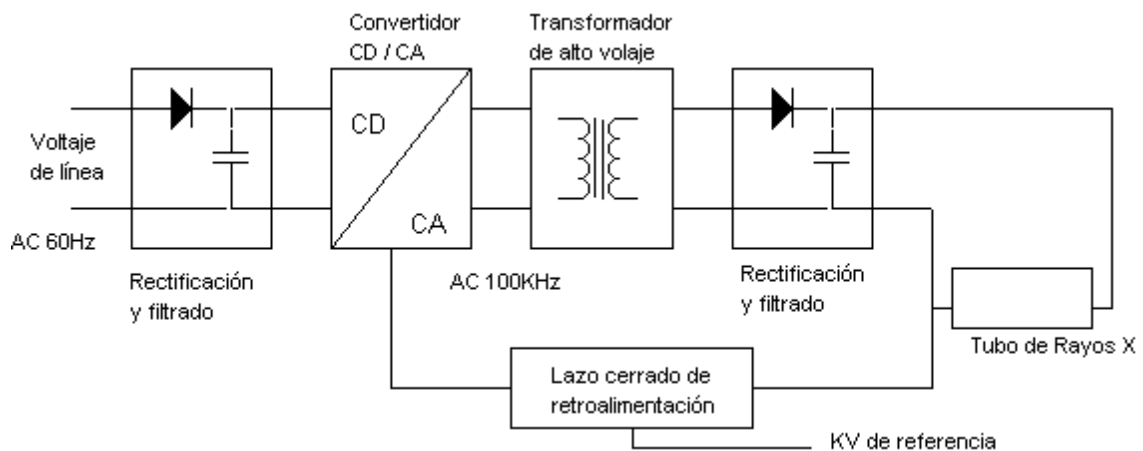 Convertidor
CD / CA
Transformador
de alto volaje
CD
CA
Voltaje
de línea
AC 60Hz
Rectificación
y filtrado
AC 100KHz
Rectificación
y filtrado
Tubo de Rayos X
Lazo cerrado de
retroalimentación
KV de referencia